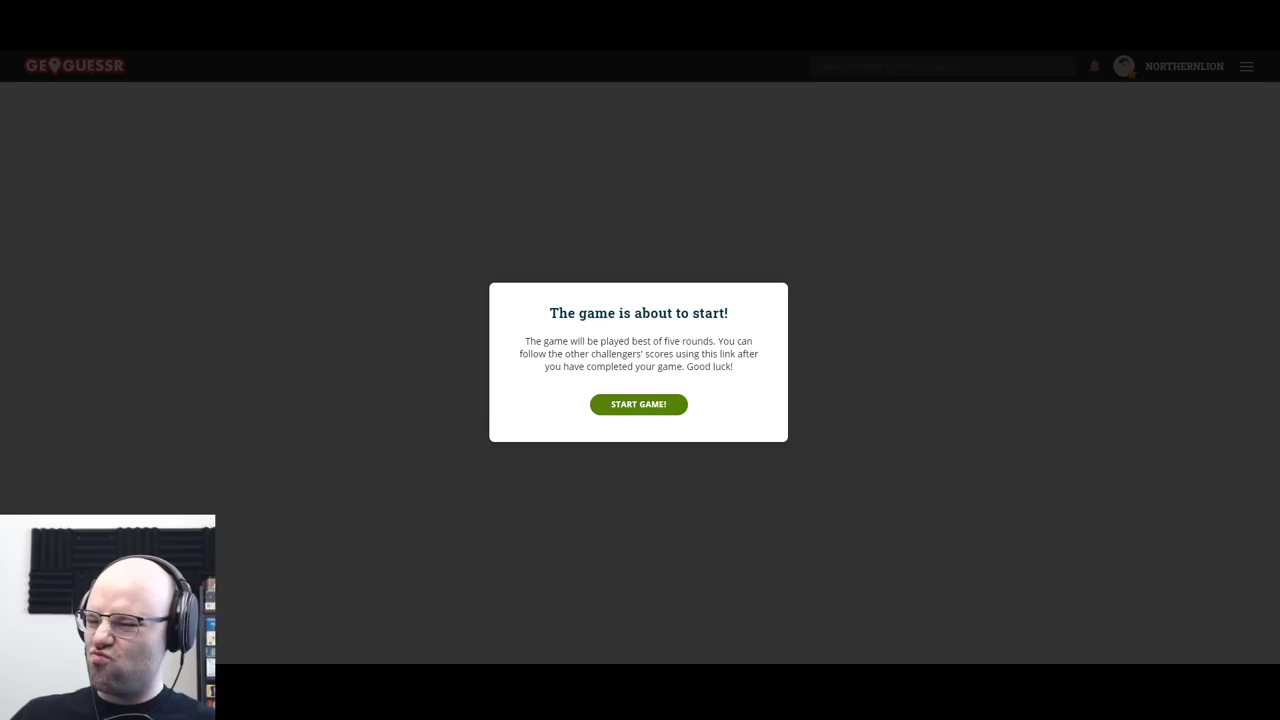 GEOGUESSR
NORTHERNLION
The game is about to start!
The game will be played best of five rounds. You can
follow the other challengers' scores using this link after
you have completed your game. Good luck!
START GAME!